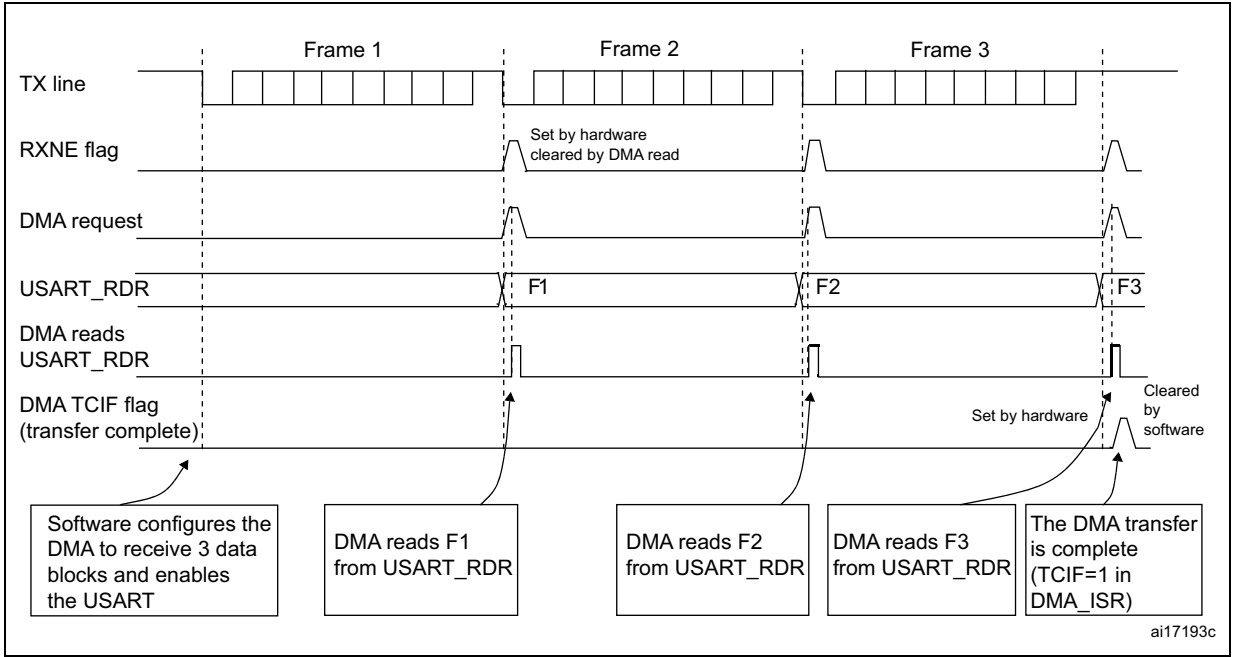 Frame 1
Frame 2
Frame 3
TX line
RXNE flag
Set by hardware
cleared by DMA read
DMA request
USART_RDR
F1
F2
F3
DMA reads
USART_RDR
DMA TCIF flag
(transfer complete)
Set by hardware
Cleared
by
software
Software configures the
DMA to receive 3 data
blocks and enables
the USART
DMA reads F1
from USART_RDR
DMA reads F2
from USART_RDR
DMA reads F3
from USART_RDR
The DMA transfer
is complete
(TCIF=1 in
DMA_ISR)
ai17193c